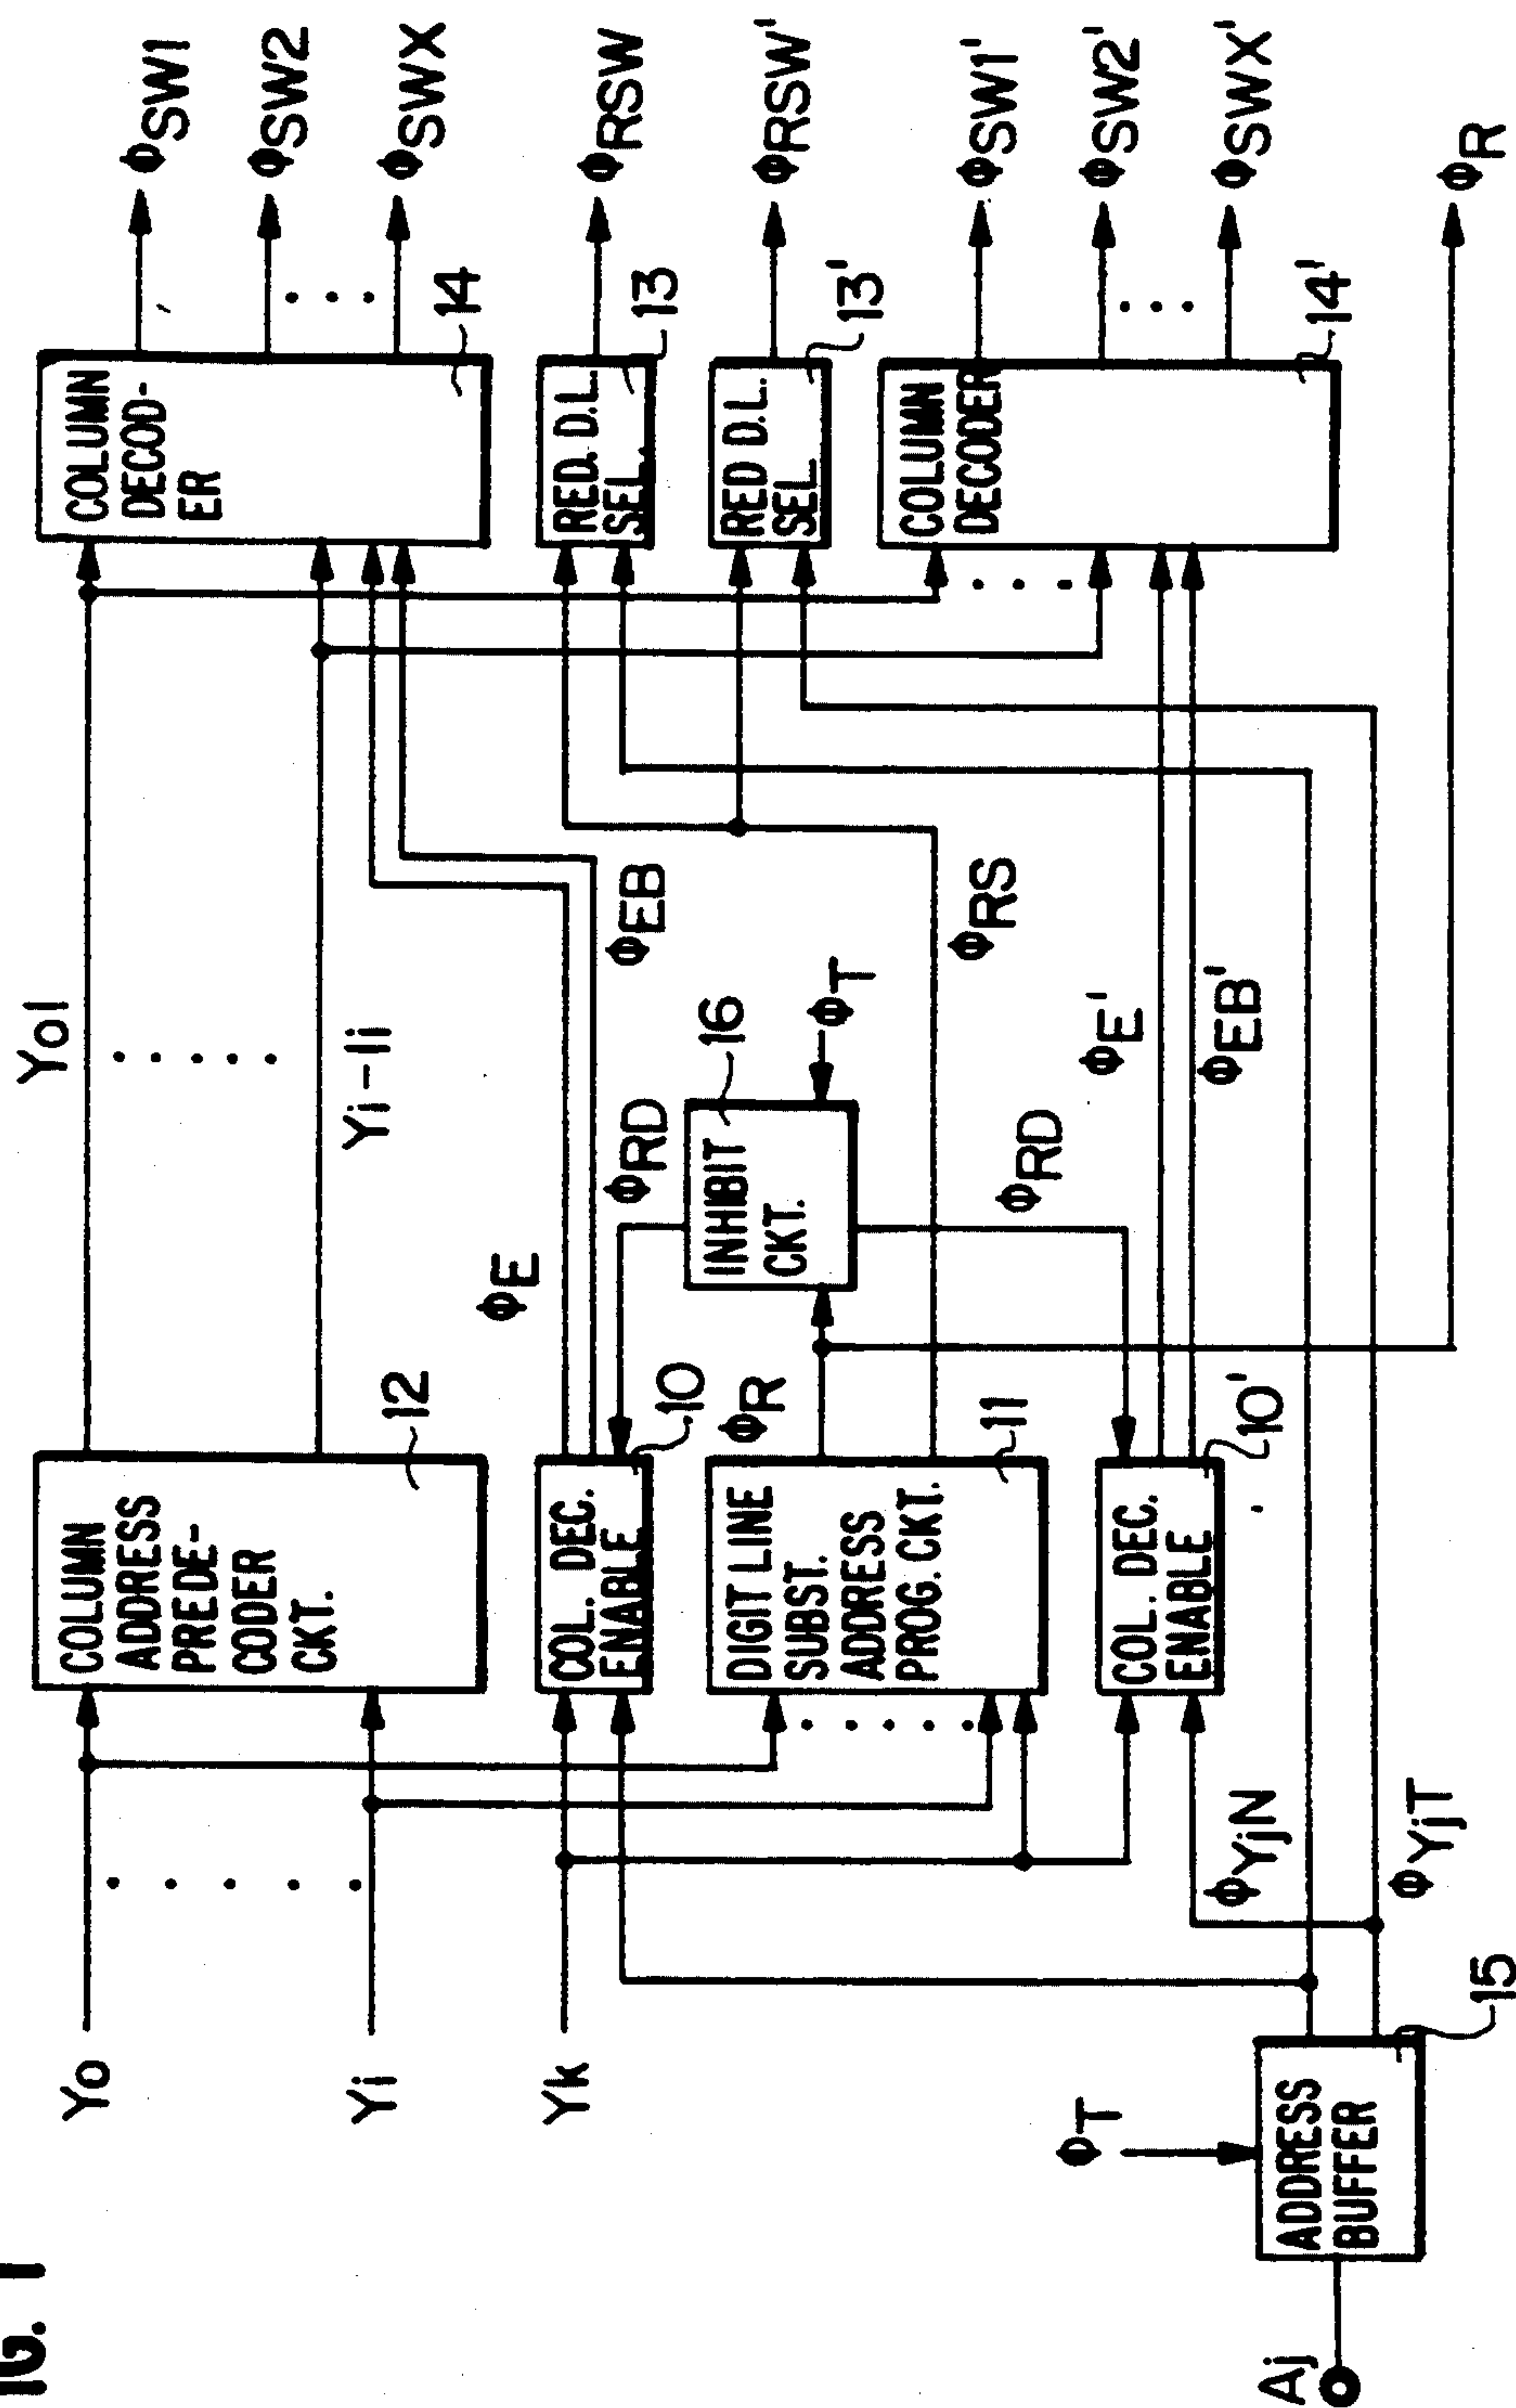 IG. 1
Yo
Yi
Yk
Aj
ΦT
ADDRESS
BUFFER
15
ΦYjN
ΦYjT
COLUMN
ADDRESS
PREDE-
CODER
CKT.
12
COL. DEC.
ENABLE
10
DIGIT LINE
SUBST.
ADDRESS
PROG. CKT.
11
COL. DEC.
ENABLE
10'
ΦR
Yo1
Yi-1i
ΦE
ΦEB
ΦRD
INHIBIT
CKT.
16
ΦT
ΦRD
ΦRS
ΦE'
ΦEB'
COLUMN
DECOD-
ER
14
RED. D.L.
SEL.
13
RED D.L.
SEL.
13'
COLUMN
DECODER
14'
ΦSW1
ΦSW2
ΦSWX
ΦRSW
ΦRSW'
ΦSW1'
ΦSW2'
ΦSWX'
ΦR